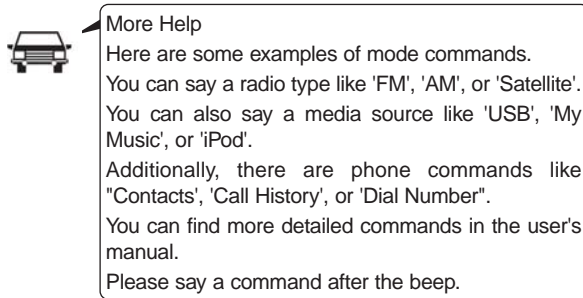 More Help
Here are some examples of mode commands.
You can say a radio type like 'FM', 'AM', or 'Satellite'.
You can also say a media source like 'USB', 'My
Music', or 'iPod'.
Additionally, there are phone commands like
"Contacts', 'Call History', or 'Dial Number".
You can find more detailed commands in the user's
manual.
Please say a command after the beep.